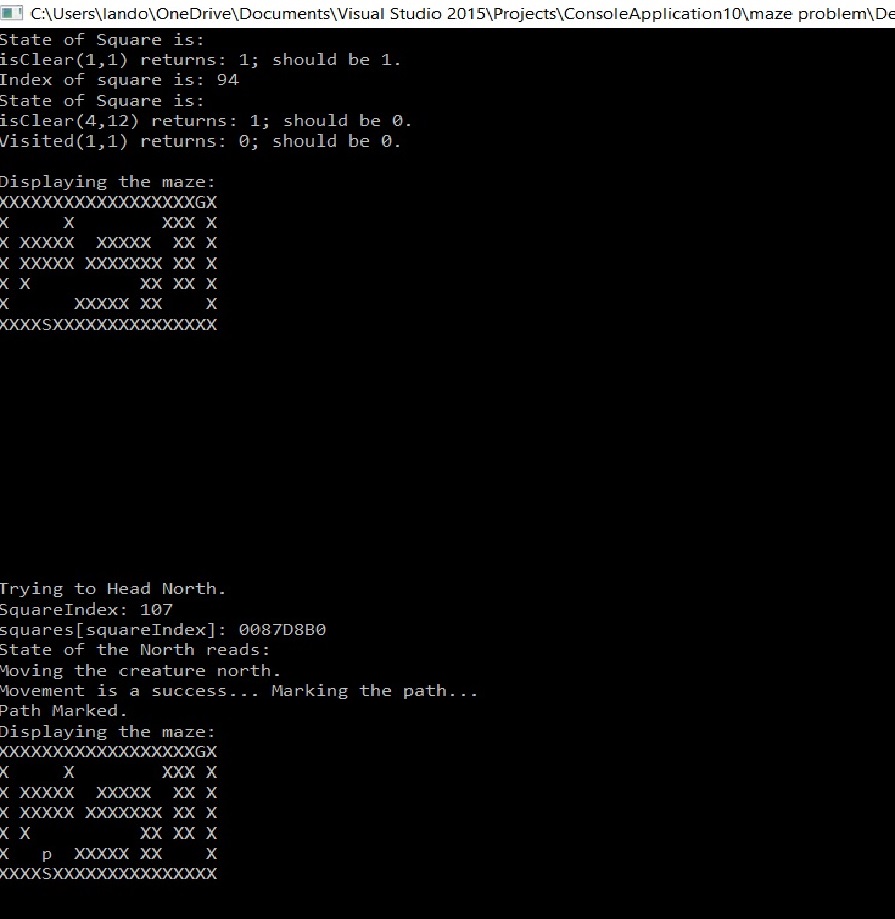 C:\Users\lando\OneDrive\Documents\Visual Studio 2015\Projects\ConsoleApplication10\maze problem\De
State of Square is:
isClear(1,1) returns: 1; should be 1.
Index of square is: 94
State of Square is:
isClear(4,12) returns: 1; should be 0.
Visited(1,1) returns: 0; should be 0.
Displaying the maze:
XXXXXXXXXXXXXXXXXXGX
X     X        XXX X
X XXXXX  XXXXX  XX X
X XXXXX XXXXXXX XX X
X X          XX XX X
X      XXXXX XX    X
XXXXSXXXXXXXXXXXXXXX
Trying to Head North.
SquareIndex: 107
squares[squareIndex]: 0087D8B0
State of the North reads:
Moving the creature north.
Movement is a success... Marking the path...
Path Marked.
Displaying the maze:
XXXXXXXXXXXXXXXXXXGX
X     X        XXX X
X XXXXX  XXXXX  XX X
X XXXXX XXXXXXX XX X
X X          XX XX X
X   p  XXXXX XX    X
XXXXSXXXXXXXXXXXXXXX